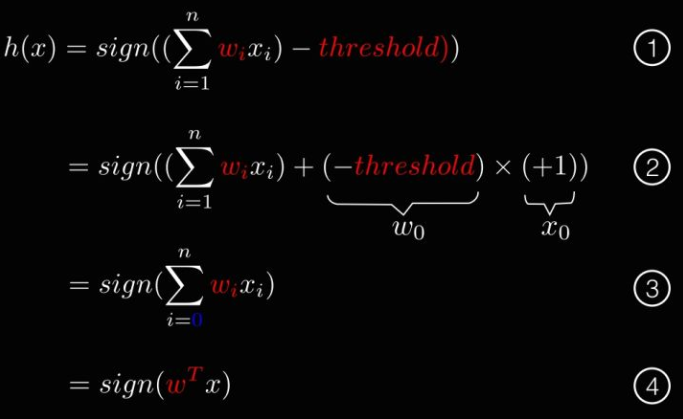 h(x) = sign((∑_{i=1}^{n} w_i x_i) − threshold)) ①
= sign((∑_{i=1}^{n} w_i x_i) + (−threshold) × (+1)) ②
w_0 x_0
= sign(∑_{i=0}^{n} w_i x_i) ③
= sign(w^T x) ④